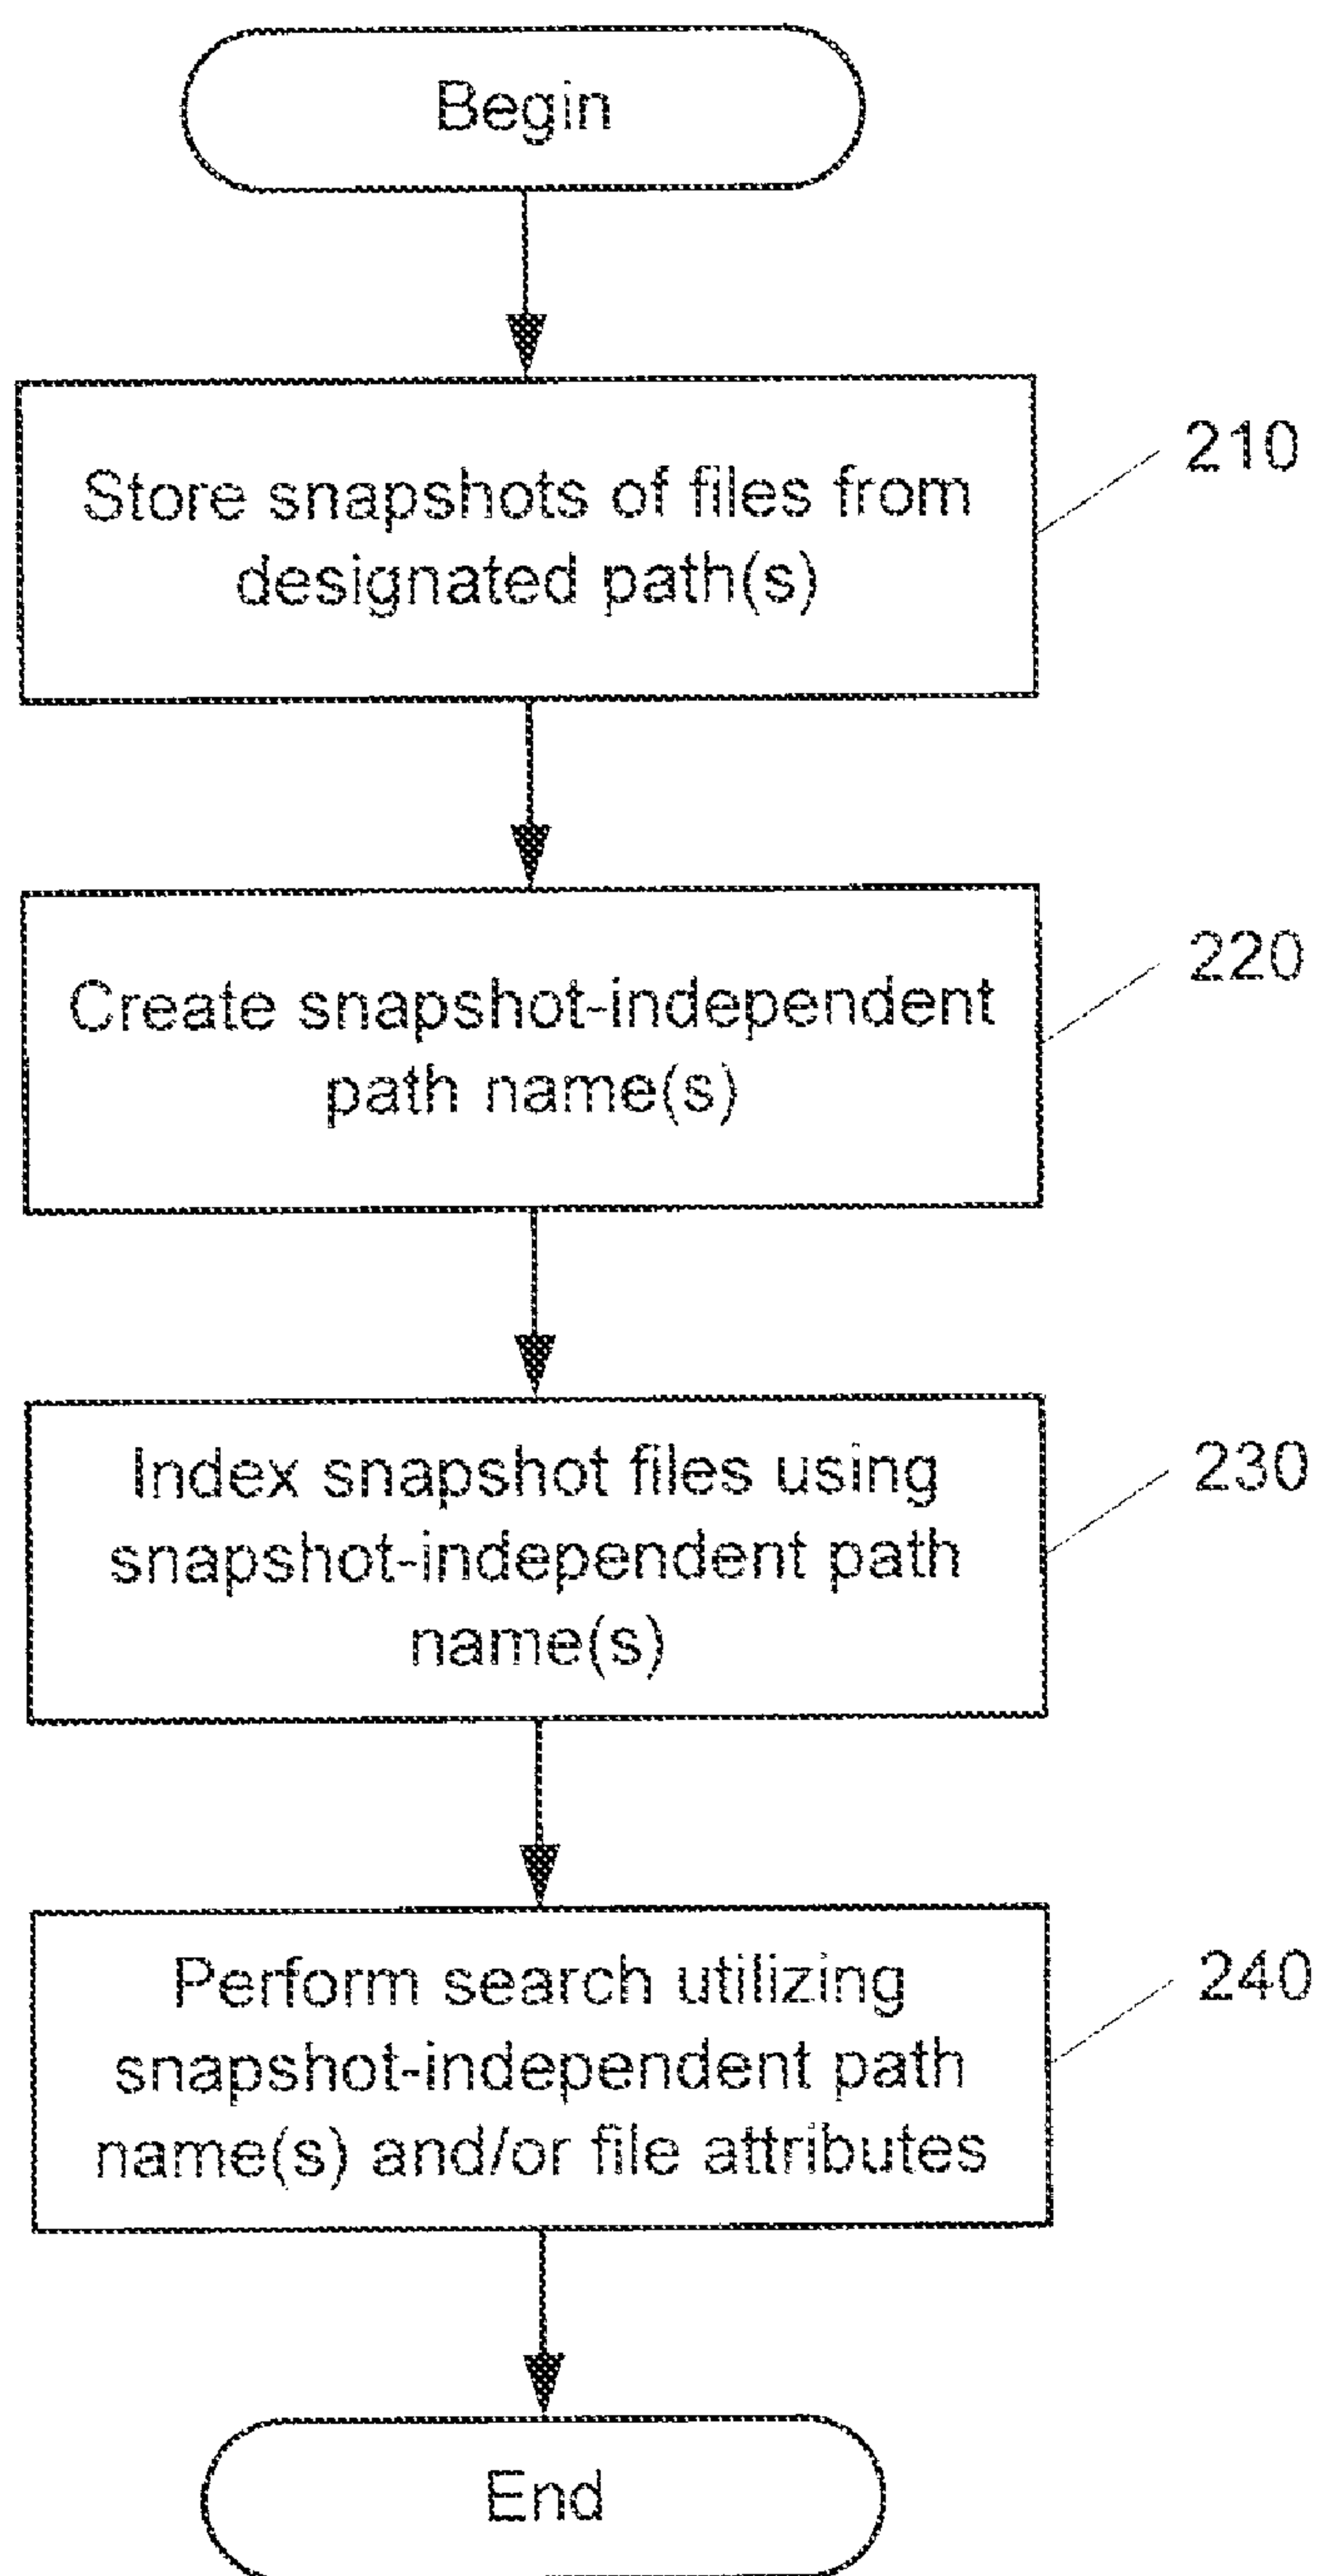 Begin
Store snapshots of files from
designated path(s)
210
Create snapshot-independent
path name(s)
220
Index snapshot files using
snapshot-independent path
name(s)
230
Perform search utilizing
snapshot-independent path
name(s) and/or file attributes
240
End